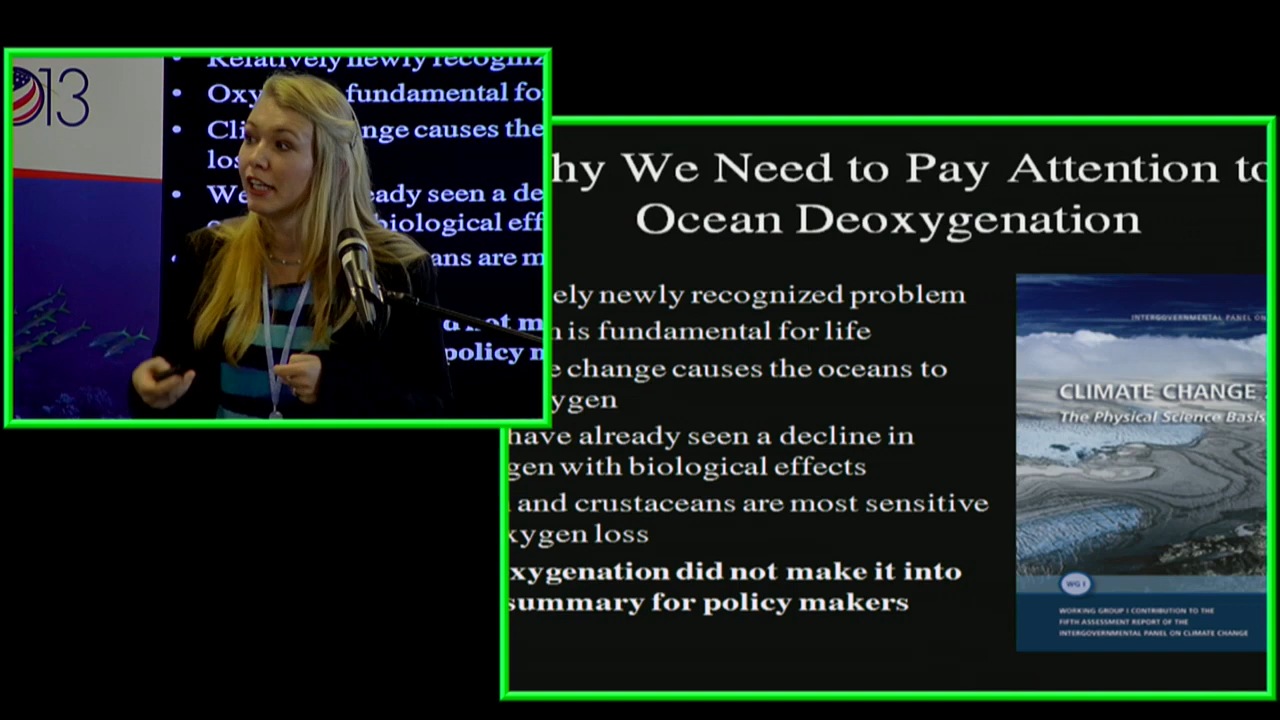 13
Relatively newly recogniz
Oxy fundamental fo
Cli nge causes the
los
We eady seen a de
biological eff
ans are m
not m
policy m
hy We Need to Pay Attention to
Ocean Deoxygenation
ely newly recognized problem
n is fundamental for life
e change causes the oceans to
ygen
have already seen a decline in
gen with biological effects
and crustaceans are most sensitive
xygen loss
xygenation did not make it into
summary for policy makers
INTERGOVERNMENTAL PANEL ON
CLIMATE CHANGE
The Physical Science Basis
WG I
WORKING GROUP I CONTRIBUTION TO THE
FIFTH ASSESSMENT REPORT OF THE
INTERGOVERNMENTAL PANEL ON CLIMATE CHANGE